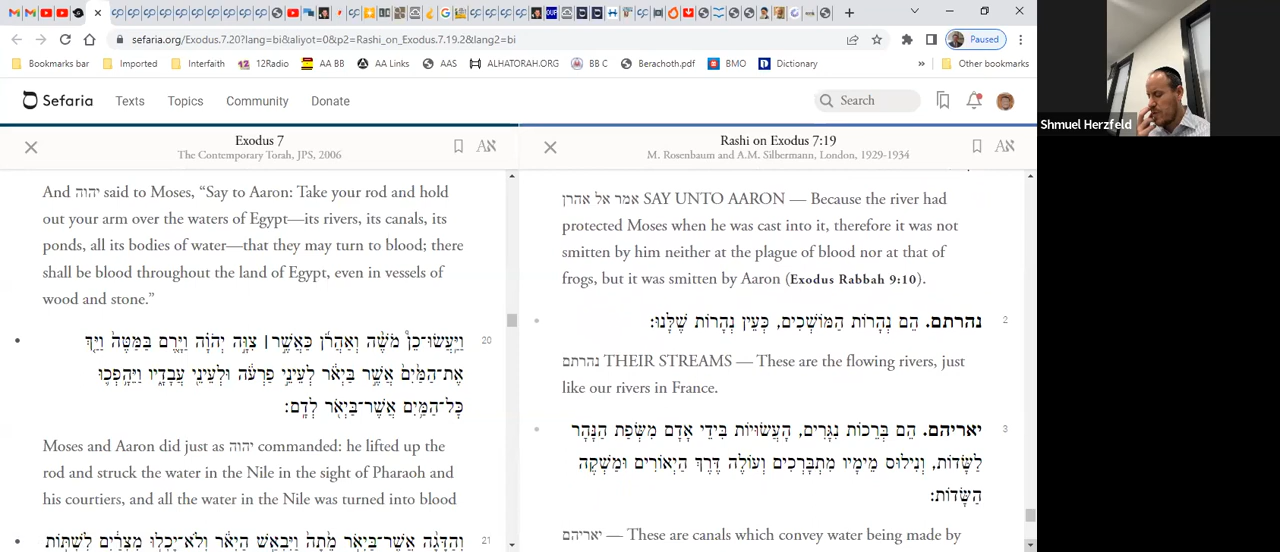 sefaria.org/Exodus.7.20?lang=bi&aliyot=0&p2=Rashi_on_Exodus.7.19.2&lang2=bi
Paused
Bookmarks bar
Imported
Interfaith
12Radio
AA BB
AA Links
AAS
ALHATORAH.ORG
BB C
Berachoth.pdf
BMO
Dictionary
»
Other bookmarks
Sefaria
Texts
Topics
Community
Donate
Search
Exodus 7
The Contemporary Torah, JPS, 2006
And יהוה said to Moses, “Say to Aaron: Take your rod and hold
out your arm over the waters of Egypt—its rivers, its canals, its
ponds, all its bodies of water—that they may turn to blood; there
shall be blood throughout the land of Egypt, even in vessels of
wood and stone.”
20
וַיַּֽעֲשׂוּ־כֵן֩ מֹשֶׁ֨ה וְאַהֲרֹ֜ן כַּאֲשֶׁ֣ר ׀ צִוָּ֣ה יְהֹוָ֗ה וַיָּ֤רֶם בַּמַּטֶּה֙ וַיַּ֤ךְ
אֶת־הַמַּ֙יִם֙ אֲשֶׁ֣ר בַּיְאֹ֔ר לְעֵינֵ֣י פַרְעֹ֔ה וּלְעֵינֵ֖י עֲבָדָ֑יו וַיֵּהָ֥פְכ֛וּ
כׇּל־הַמַּ֥יִם אֲשֶׁר־בַּיְאֹ֖ר לְדָֽם׃
Moses and Aaron did just as יהוה commanded: he lifted up the
rod and struck the water in the Nile in the sight of Pharaoh and
his courtiers, and all the water in the Nile was turned into blood
21
וְהַדָּגָ֨ה אֲשֶׁר־בַּיְאֹ֥ר מֵ֙תָה֙ וַיִּבְאַ֣שׁ הַיְאֹ֔ר וְלֹא־יָכְל֣וּ מִצְרַ֔יִם לִשְׁתּ֥וֹת
Rashi on Exodus 7:19
M. Rosenbaum and A.M. Silbermann, London, 1929-1934
אמר אל אהרן SAY UNTO AARON — Because the river had
protected Moses when he was cast into it, therefore it was not
smitten by him neither at the plague of blood nor at that of
frogs, but it was smitten by Aaron (Exodus Rabbah 9:10).
2
נהרתם. הֵם נְהָרוֹת הַמּוֹשְׁכִים, כְּעֵין נְהָרוֹת שֶׁלָּנוּ:
נהרתם THEIR STREAMS — These are the flowing rivers, just
like our rivers in France.
3
יאריהם. הֵם בְּרֵכוֹת נִגָּרִים, הָעֲשׂוּיוֹת בִּידֵי אָדָם מִשְּׂפַת הַנָּהָר
לַשָּׂדוֹת, וְנִילוּס מֵימָיו מִתְבָּרְכִים וְעוֹלֶה דֶּרֶךְ הַיְאוֹרִים וּמַשְׁקֶה
הַשָּׂדוֹת:
יאריהם — These are canals which convey water being made by
Shmuel Herzfeld